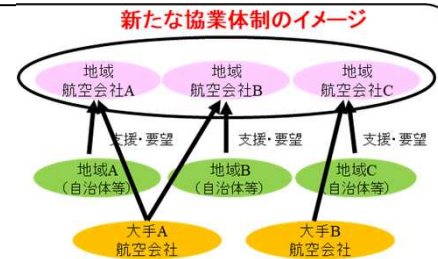 新たな協業体制のイメージ
地域
航空会社A
地域
航空会社B
地域
航空会社C
支援・要望
支援・要望
支援・要望
地域A
(自治体等)
地域B
(自治体等)
地域C
(自治体等)
大手A
航空会社
大手B
航空会社